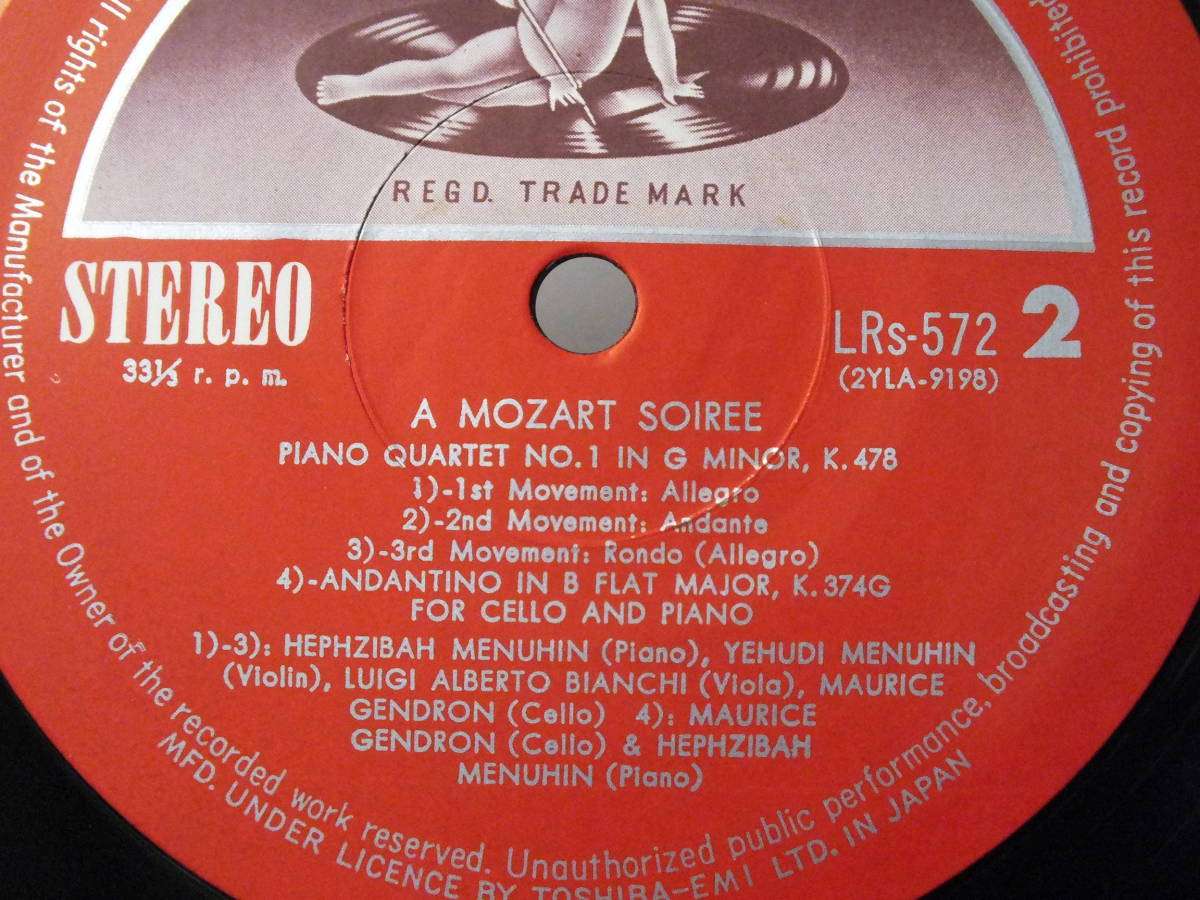 REGD. TRADE MARK
STEREO
33⅓ r. p. m.
LRs-572 2
(2YLA-9198)
A MOZART SOIREE
PIANO QUARTET NO.1 IN G MINOR, K.478
1)-1st Movement: Allegro
2)-2nd Movement: Andante
3)-3rd Movement: Rondo (Allegro)
4)-ANDANTINO IN B FLAT MAJOR, K.374G
FOR CELLO AND PIANO
1)-3): HEPHZIBAH MENUHIN (Piano), YEHUDI MENUHIN
(Violin), LUIGI ALBERTO BIANCHI (Viola), MAURICE
GENDRON (Cello) 4): MAURICE
GENDRON (Cello) & HEPHZIBAH
MENUHIN (Piano)
rights of the Manufacturer and of the Owner of the recorded work reserved. Unauthorized public performance, broadcasting and copying of this record prohibited
MFD. UNDER LICENCE BY TOSHIBA-EMI LTD. IN JAPAN